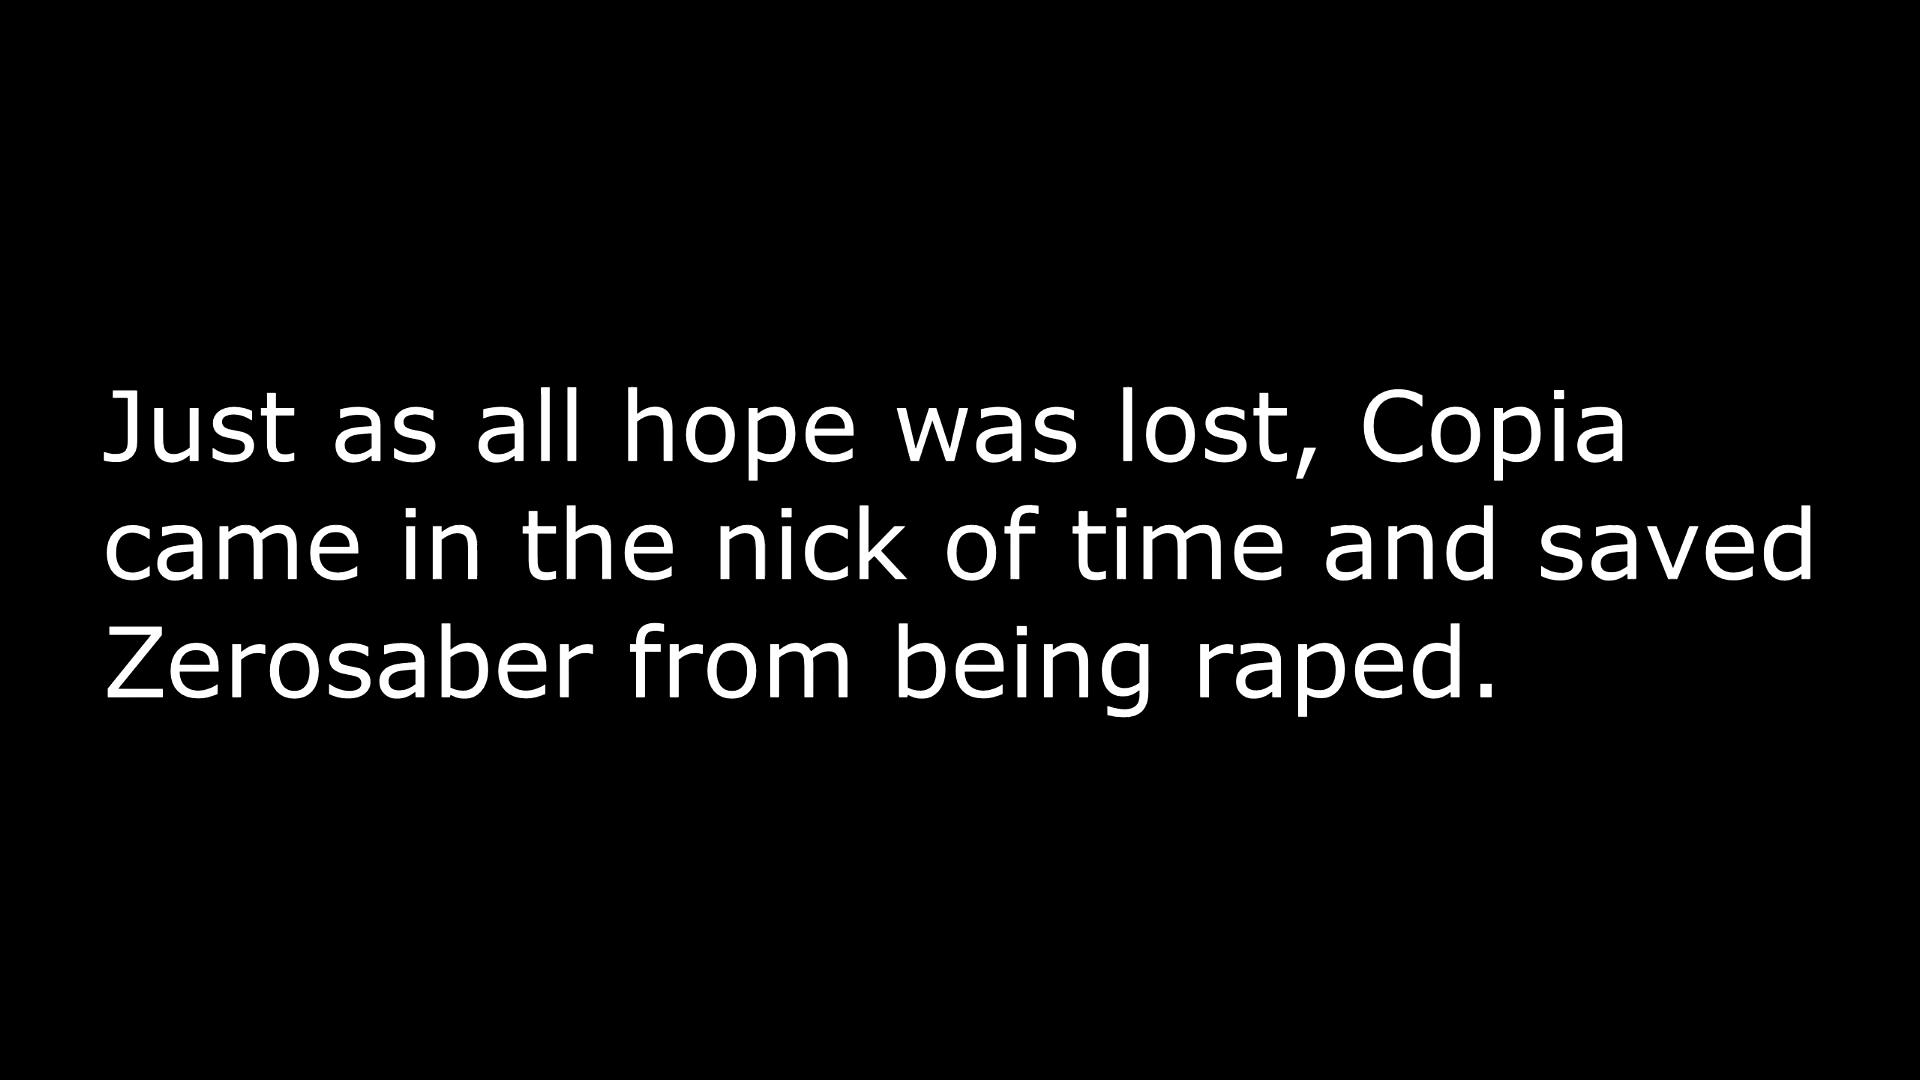 Just as all hope was lost, Copia
came in the nick of time and saved
Zerosaber from being raped.